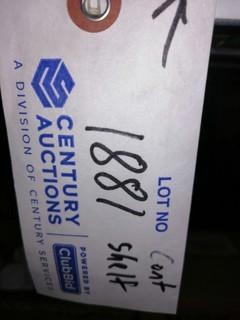 CENTURY
AUCTIONS
A DIVISION OF CENTURY SERVICES
POWERED BY
ClubBid
1881
LOT NO
Cont
shelf